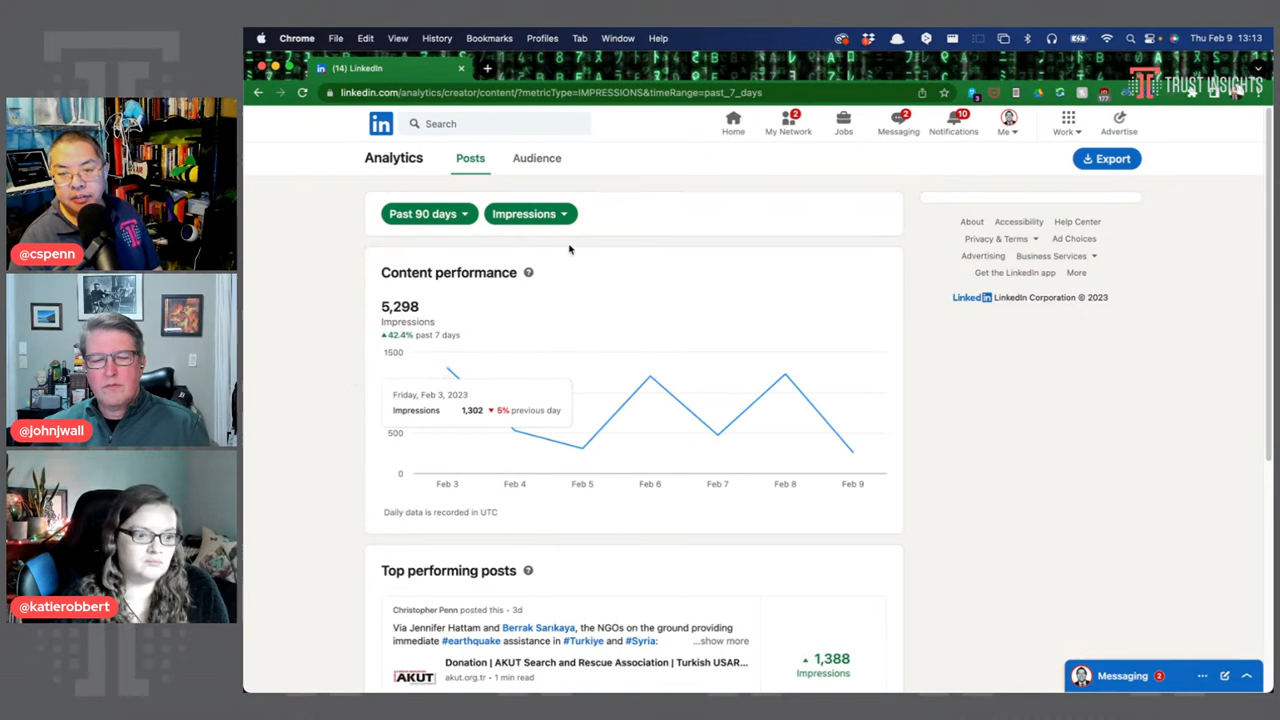 Chrome File Edit View History Bookmarks Profiles Tab Window Help
Thu Feb 9 13:13
(14) LinkedIn
linkedin.com/analytics/creator/content/?metricType=IMPRESSIONS&timeRange=past_7_days
TRUST INSIGHTS
in
Search
Home
2
My Network
Jobs
2
Messaging
10
Notifications
Me
Work
Advertise
Analytics
Posts
Audience
Export
Past 90 days
Impressions
Content performance
5,298
Impressions
42.4% past 7 days
1500
Friday, Feb 3, 2023
Impressions 1,302 5% previous day
500
0
Feb 3 Feb 4 Feb 5 Feb 6 Feb 7 Feb 8 Feb 9
Daily data is recorded in UTC
Top performing posts
Christopher Penn posted this • 3d
Via Jennifer Hattam and Berrak Sarıkaya, the NGOs on the ground providing
immediate #earthquake assistance in #Turkiye and #Syria:
...show more
Donation | AKUT Search and Rescue Association | Turkish USAR...
AKUT
akut.org.tr • 1 min read
1,388
Impressions
About Accessibility Help Center
Privacy & Terms Ad Choices
Advertising Business Services
Get the LinkedIn app More
LinkedIn LinkedIn Corporation © 2023
Messaging 2
@cspenn
@johnjwall
@katierobbert